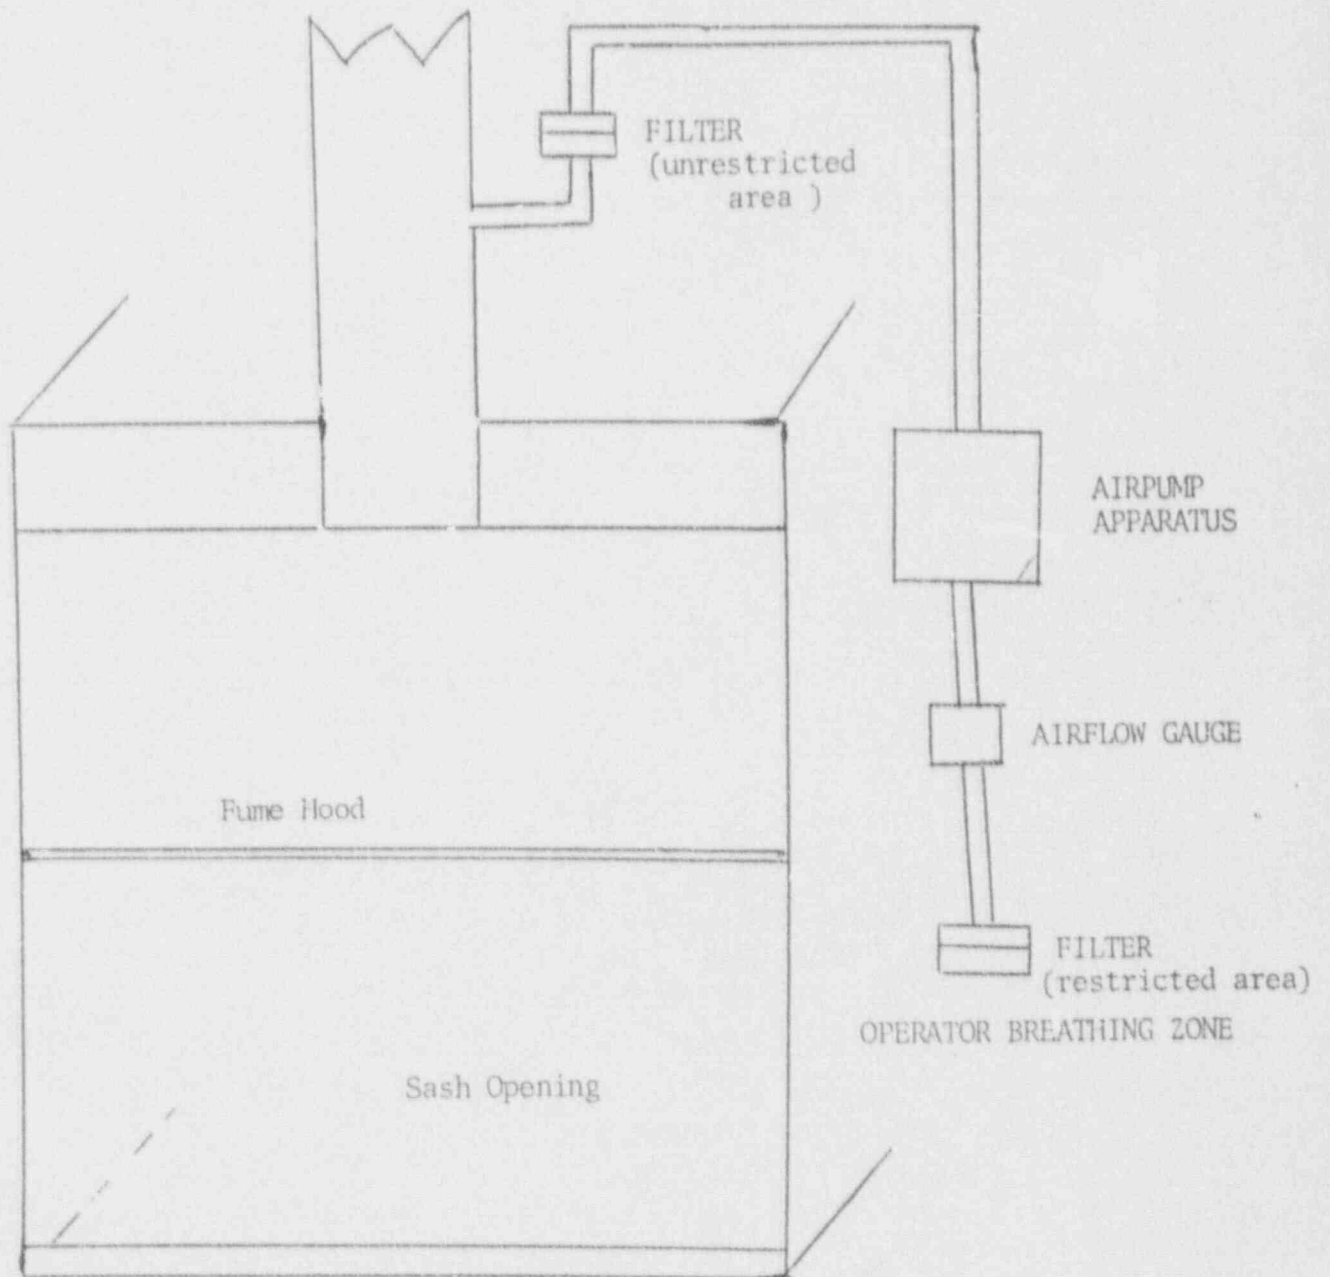 FILTER
(unrestricted
area )
AIRPUMP
APPARATUS
AIRFLOW GAUGE
Fume Hood
FILTER
(restricted area)
OPERATOR BREATHING ZONE
Sash Opening